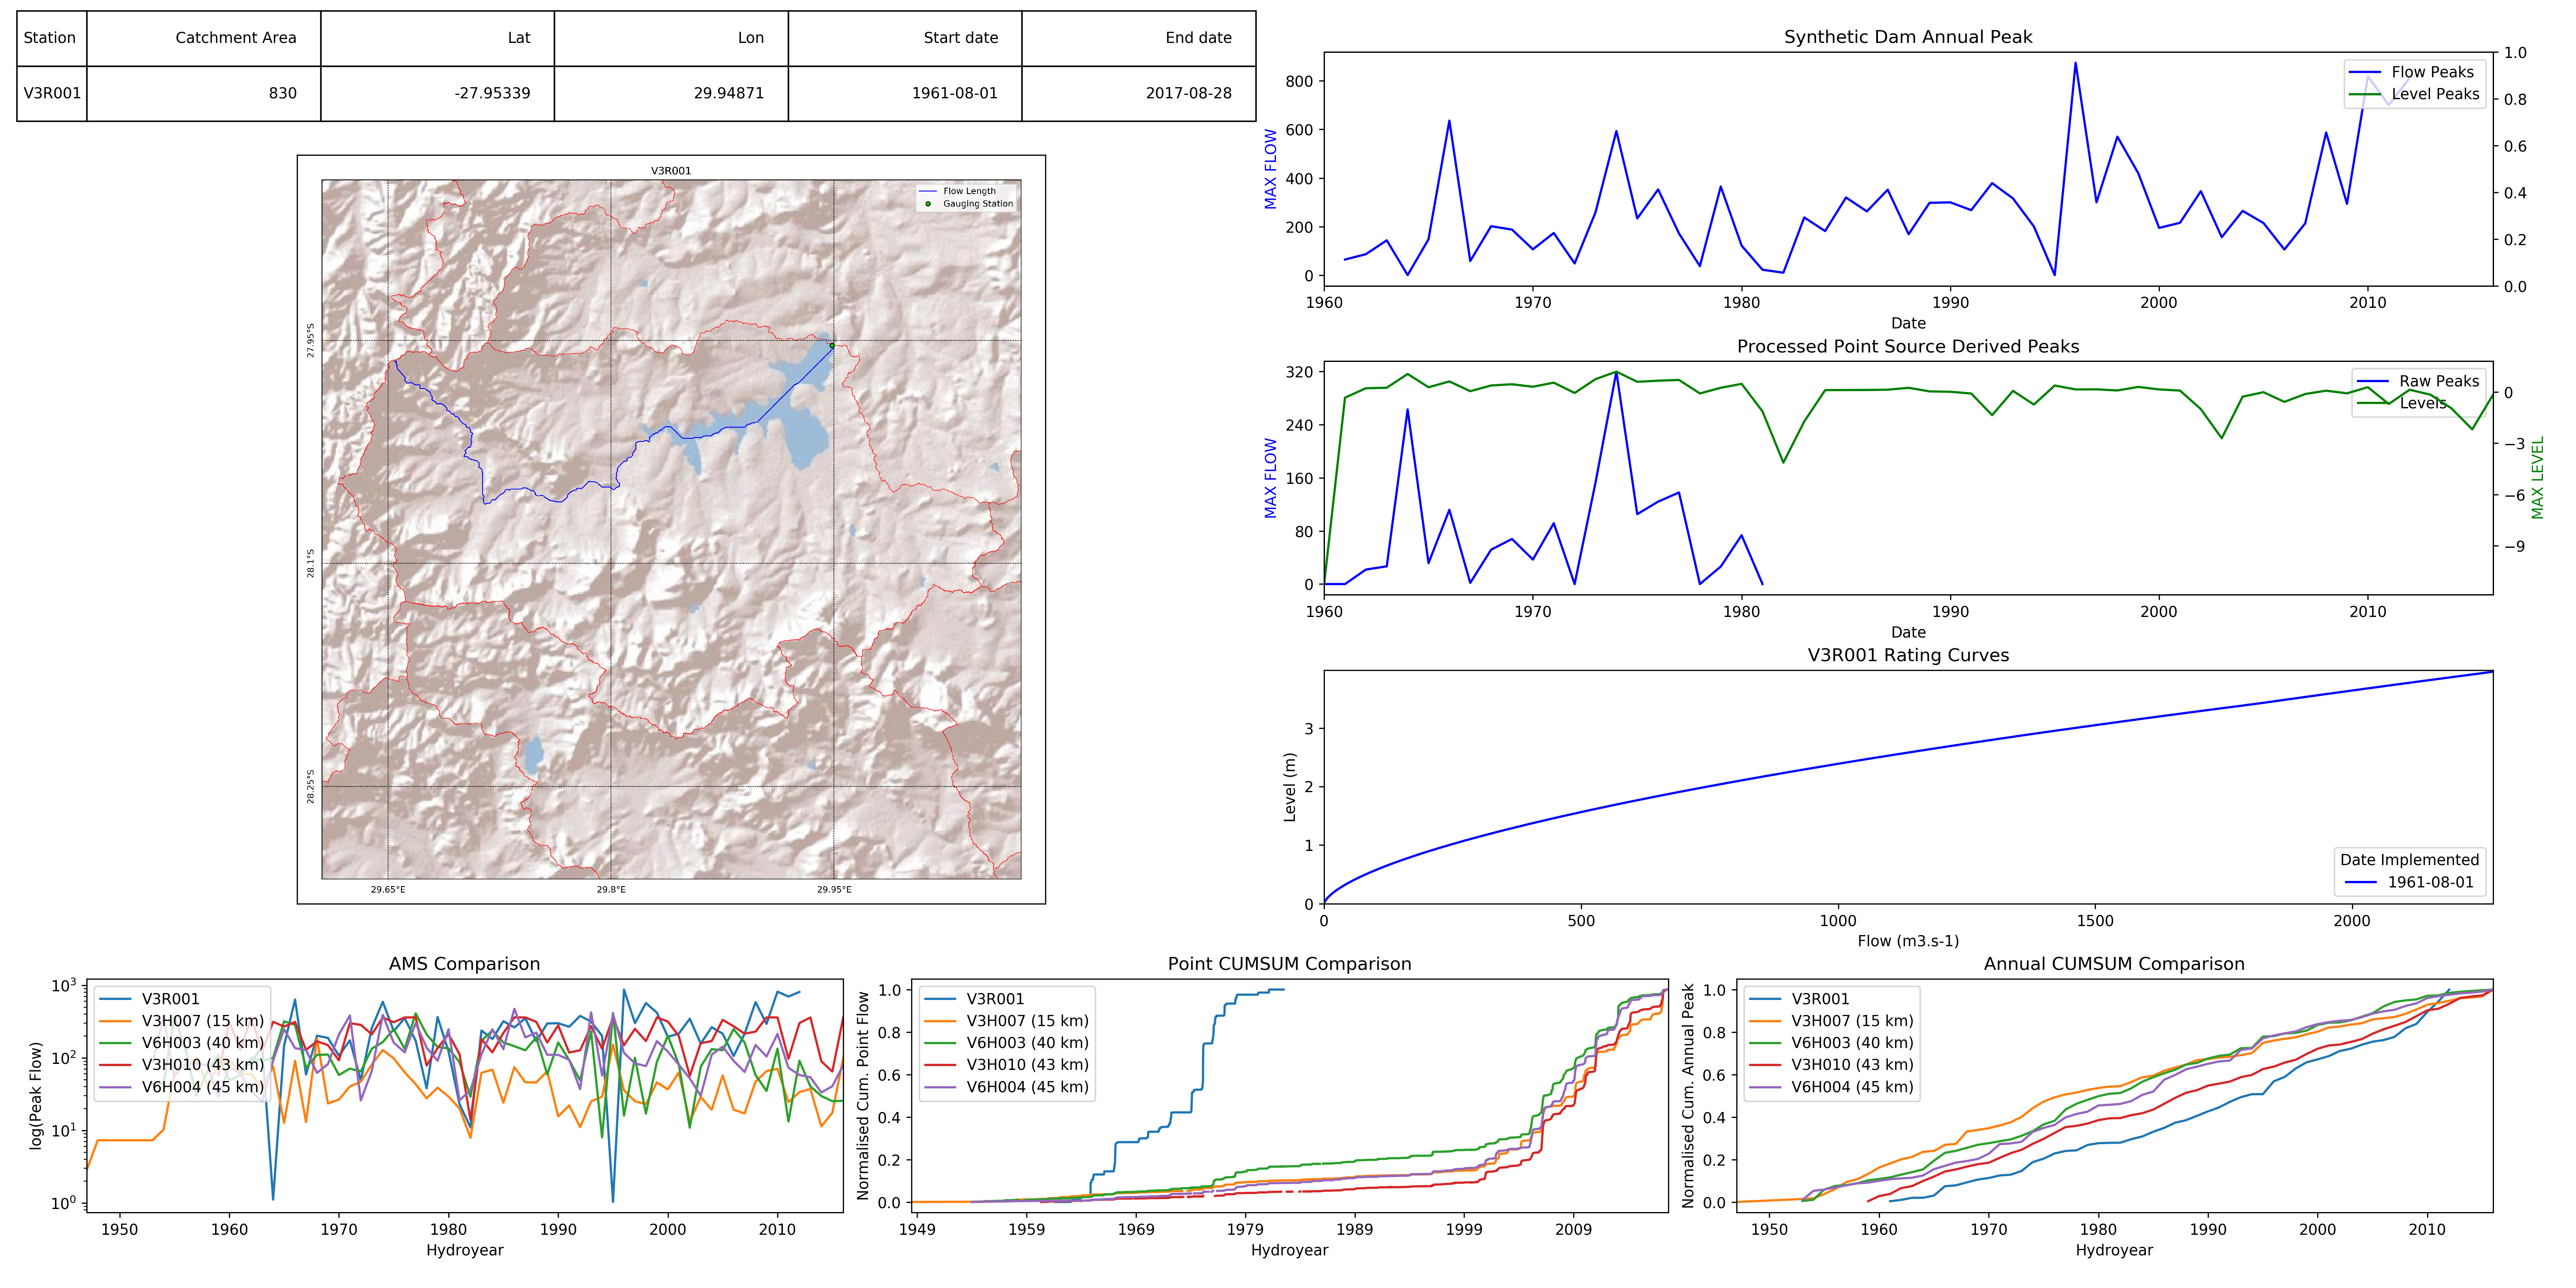 Station Catchment Area Lat Lon Start date End date
V3R001 830 -27.95339 29.94871 1961-08-01 2017-08-28
V3R001
Flow Length
Gauging Station
27.95°S
28.1°S
28.25°S
29.65°E 29.8°E 29.95°E
Synthetic Dam Annual Peak
Flow Peaks
Level Peaks
MAX FLOW
800
600
400
200
0
1.0
0.8
0.6
0.4
0.2
0.0
1960 1970 1980 1990 2000 2010
Date
Processed Point Source Derived Peaks
Raw Peaks
Levels
MAX FLOW
320
240
160
80
0
0
−3
−6
−9
MAX LEVEL
1960 1970 1980 1990 2000 2010
Date
V3R001 Rating Curves
Level (m)
3
2
1
0
Date Implemented
1961-08-01
0 500 1000 1500 2000
Flow (m3.s-1)
AMS Comparison
V3R001
V3H007 (15 km)
V6H003 (40 km)
V3H010 (43 km)
V6H004 (45 km)
log(Peak Flow)
10³
10²
10¹
10⁰
1950 1960 1970 1980 1990 2000 2010
Hydroyear
Point CUMSUM Comparison
V3R001
V3H007 (15 km)
V6H003 (40 km)
V3H010 (43 km)
V6H004 (45 km)
Normalised Cum. Point Flow
1.0
0.8
0.6
0.4
0.2
0.0
1949 1959 1969 1979 1989 1999 2009
Hydroyear
Annual CUMSUM Comparison
V3R001
V3H007 (15 km)
V6H003 (40 km)
V3H010 (43 km)
V6H004 (45 km)
Normalised Cum. Annual Peak
1.0
0.8
0.6
0.4
0.2
0.0
1950 1960 1970 1980 1990 2000 2010
Hydroyear